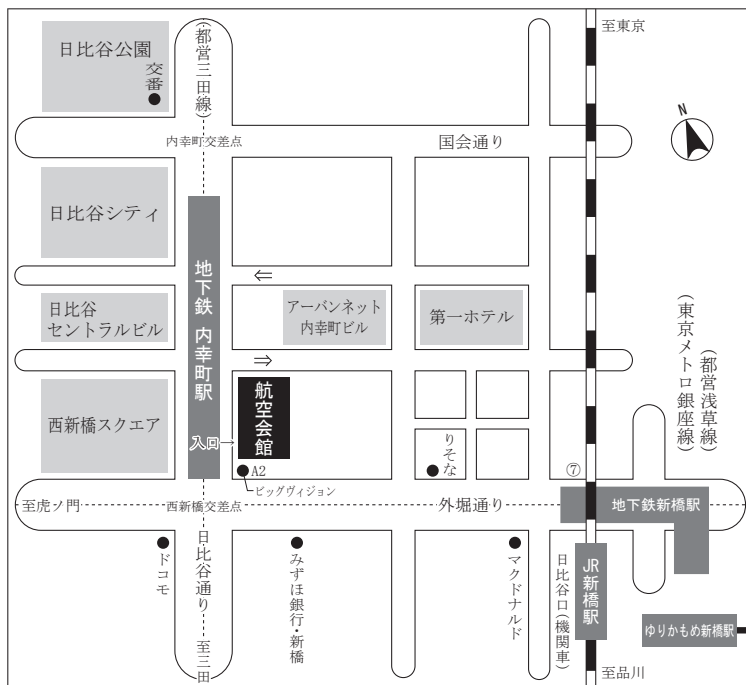 日比谷公園
交番
(都営三田線)
至東京
N
内幸町交差点
国会通り
日比谷シティ
地下鉄 内幸町駅
⇐
アーバンネット
内幸町ビル
第一ホテル
日比谷
セントラルビル
(都営浅草線)
(東京メトロ銀座線)
⇒
航空会館
西新橋スクエア
入口→
A2
ビッグヴィジョン
りそな
⑦
至虎ノ門
西新橋交差点
外堀通り
地下鉄新橋駅
ドコモ
日比谷通り
みずほ銀行・新橋
マクドナルド
日比谷口(機関車)
JR新橋駅
ゆりかもめ新橋駅
至三田
至品川